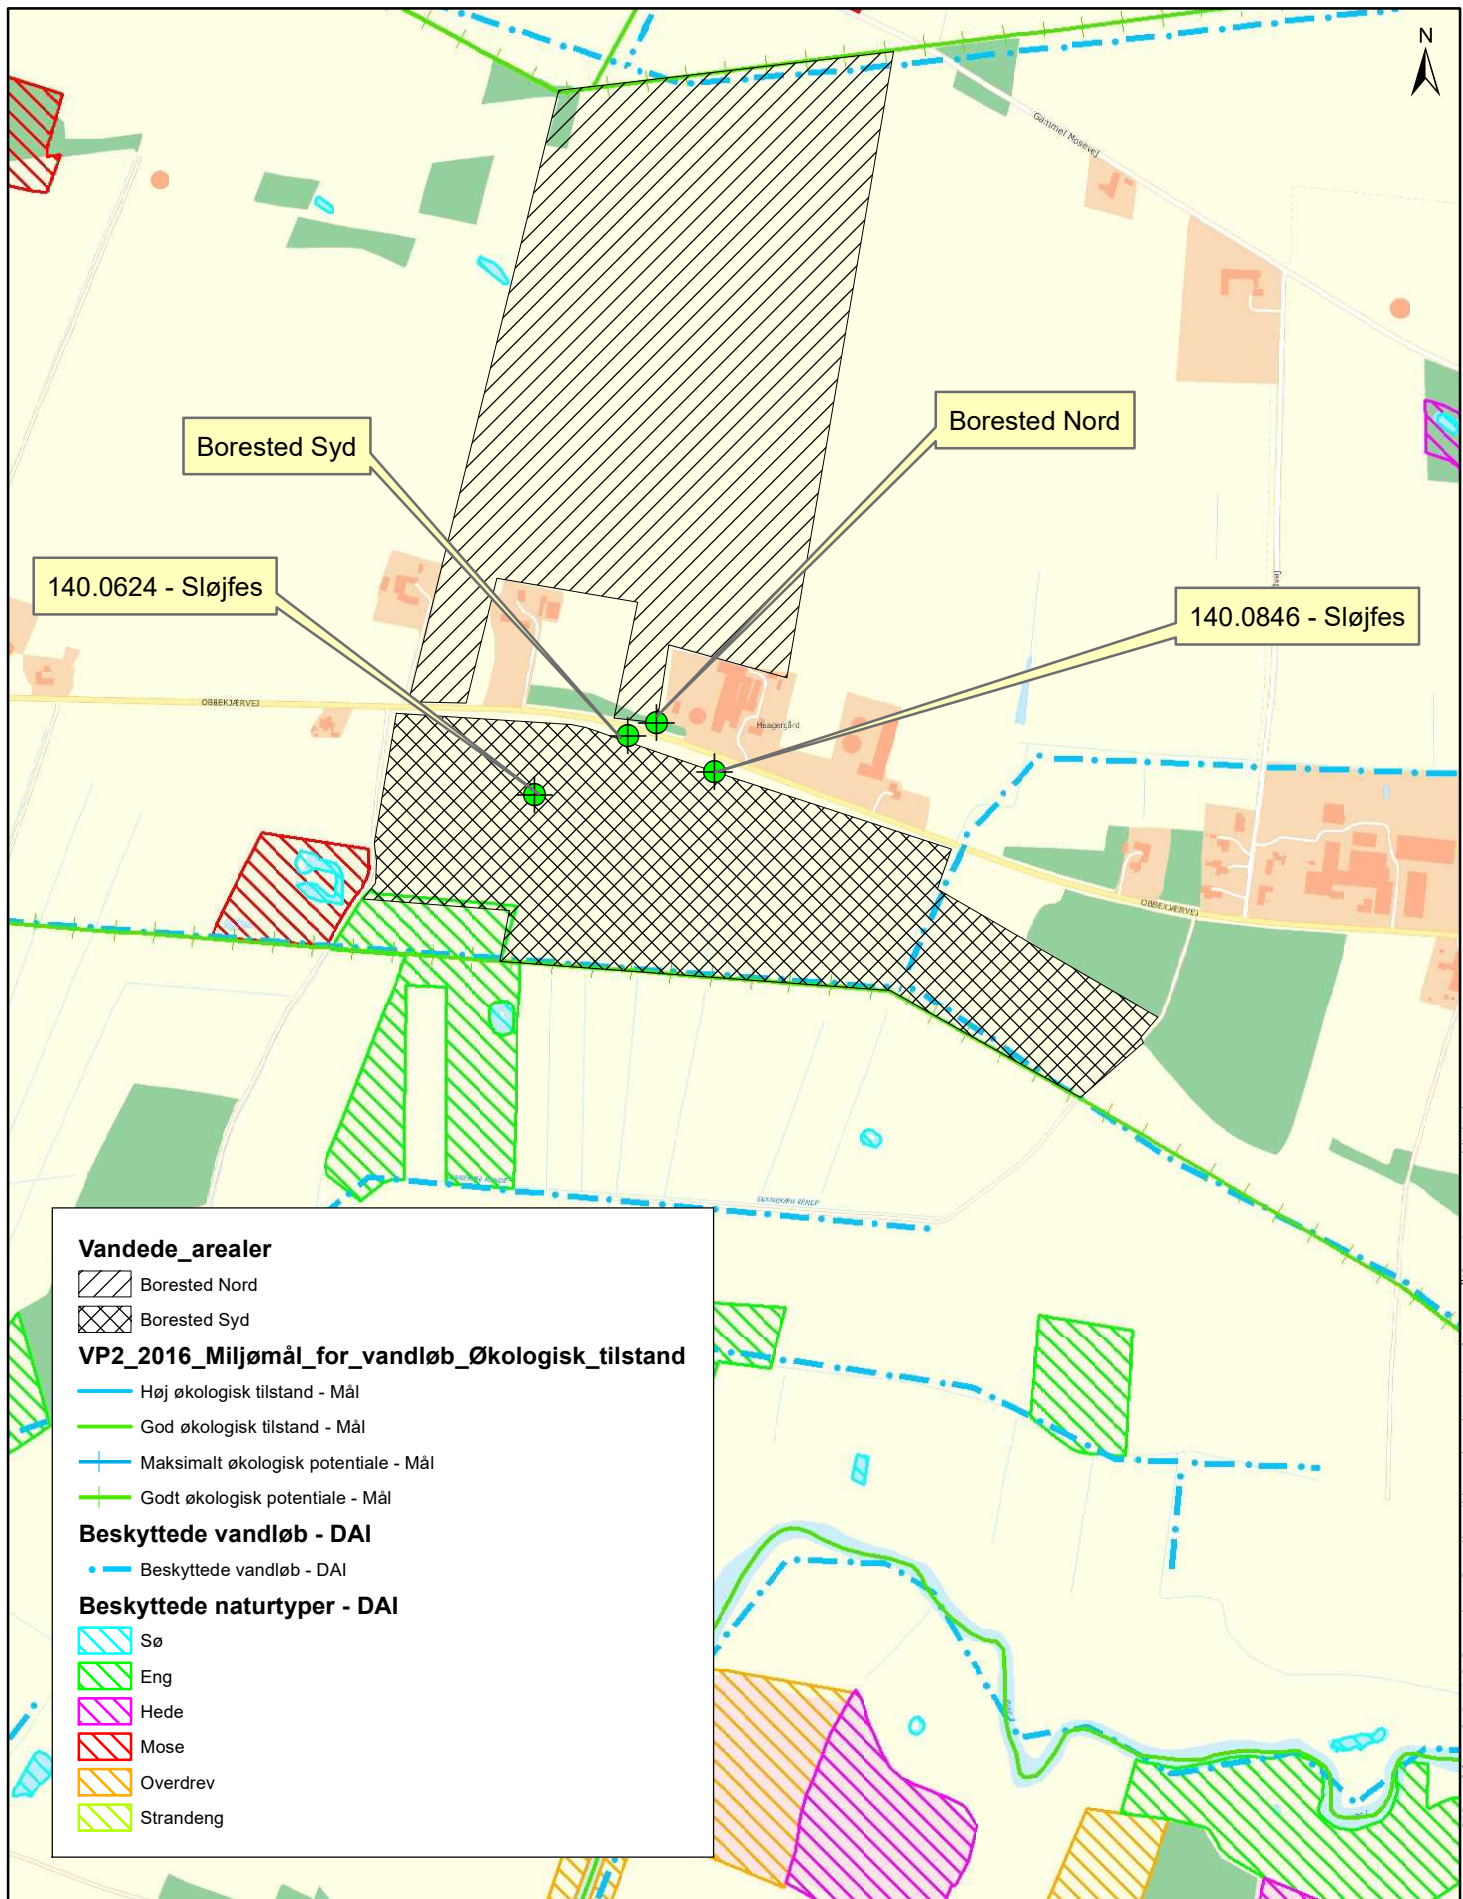 N
Gammel Mosevej
Borested Nord
Borested Syd
140.0624 - Sløjfes
140.0846 - Sløjfes
OBBEKJÆRVEJ
Heagergård
OBBEKJÆRVEJ
Vandede_arealer
Borested Nord
Borested Syd
VP2_2016_Miljømål_for_vandløb_Økologisk_tilstand
Høj økologisk tilstand - Mål
God økologisk tilstand - Mål
Maksimalt økologisk potentiale - Mål
Godt økologisk potentiale - Mål
Beskyttede vandløb - DAI
Beskyttede vandløb - DAI
Beskyttede naturtyper - DAI
Sø
Eng
Hede
Mose
Overdrev
Strandeng